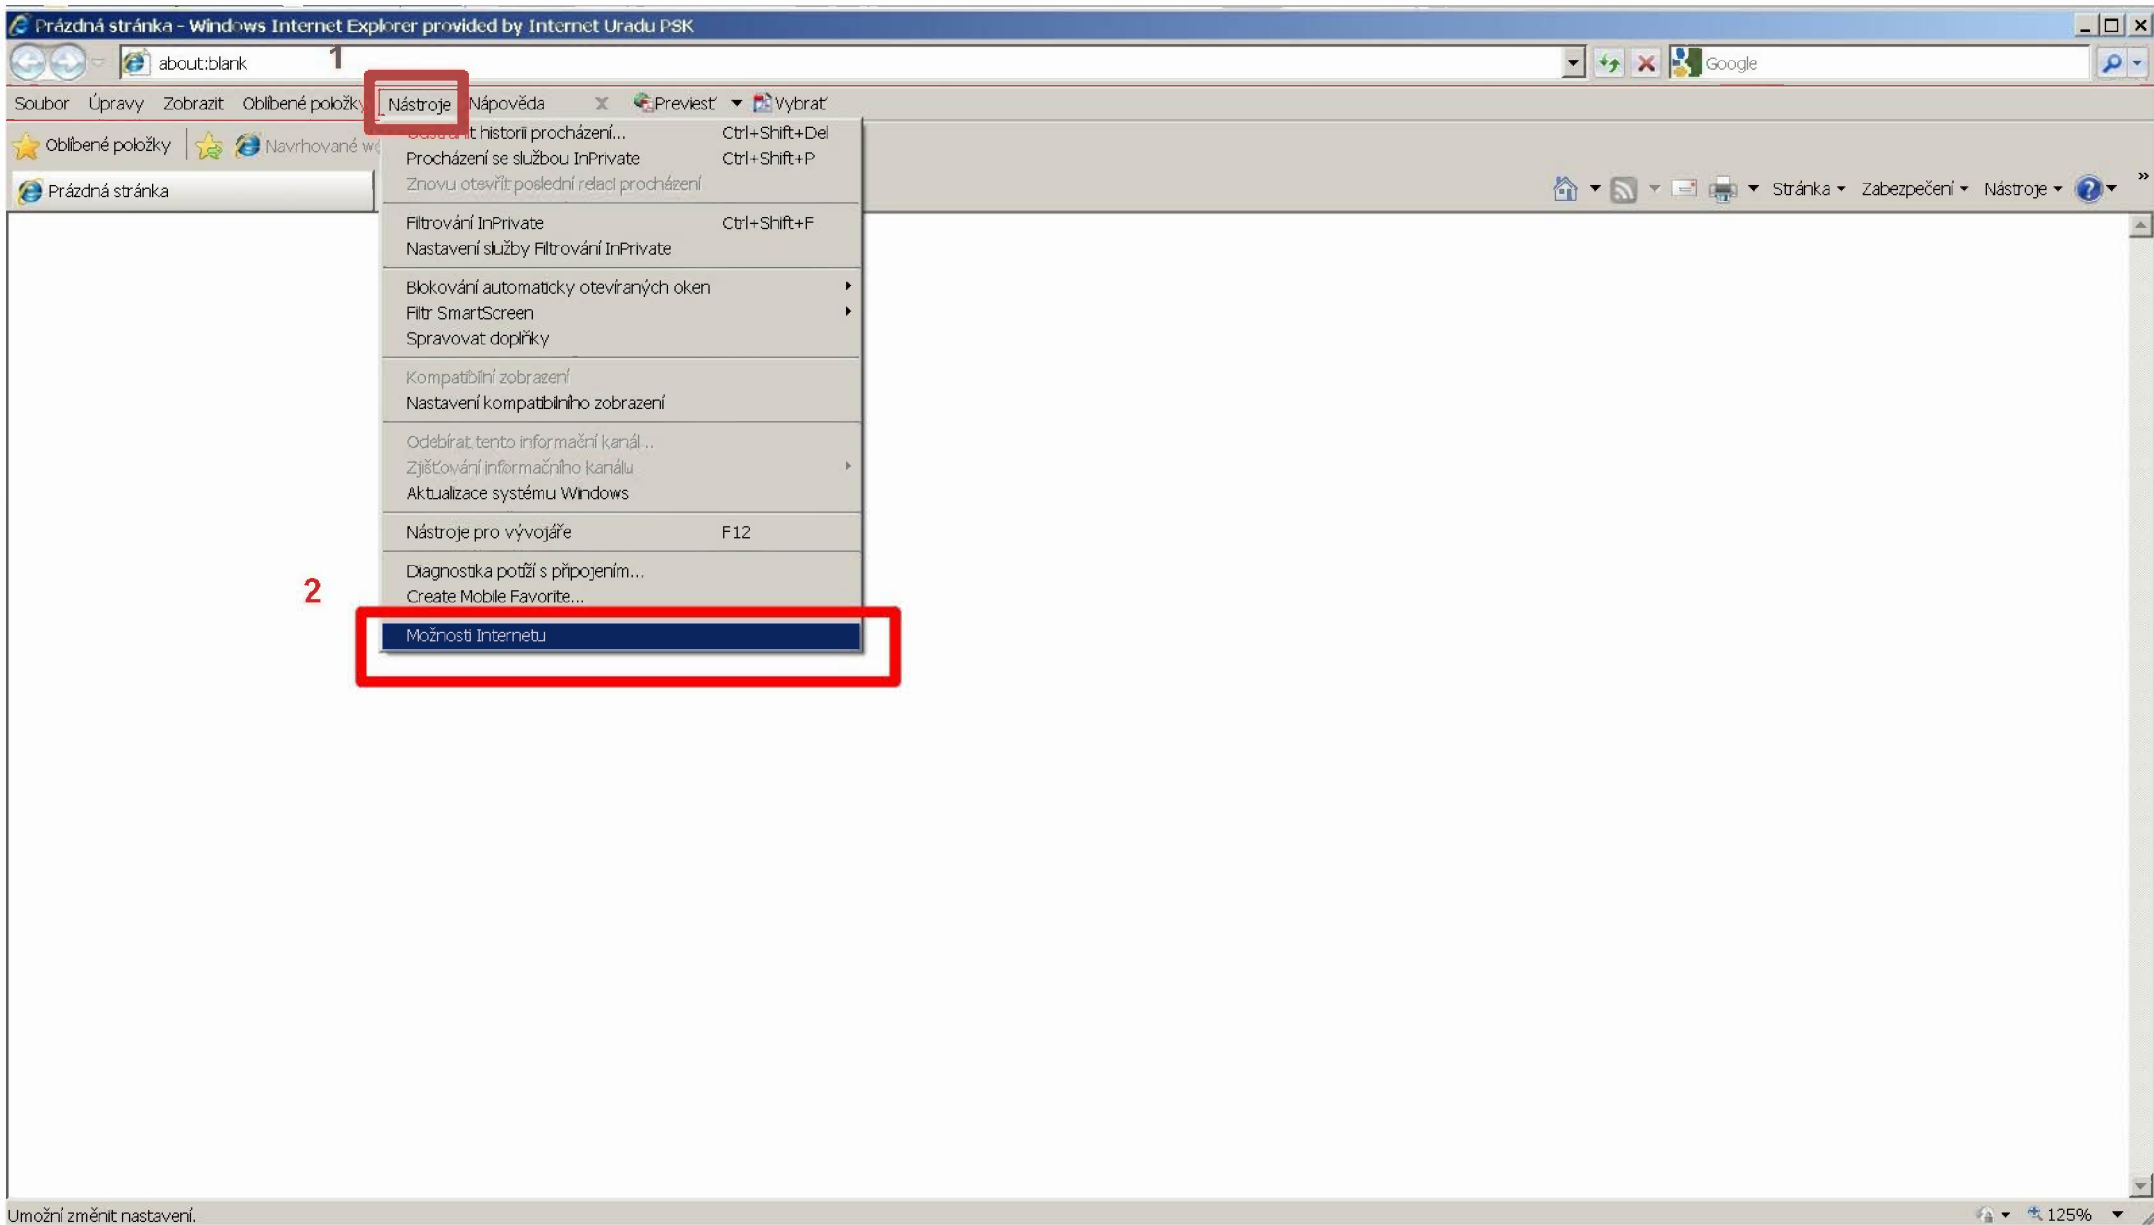 Prázdná stránka - Windows Internet Explorer provided by Internet Uradu PSK
1
about:blank
Google
Soubor Úpravy Zobrazit Oblíbené položky Nástroje Nápověda x Previesť Vybrať
Oblíbené položky Navrhované
historii procházení... Ctrl+Shift+Del
Procházení se službou InPrivate Ctrl+Shift+P
Znovu otevřít poslední relaci procházení
Prázdná stránka
Stránka Zabezpečení Nástroje »
Filtrování InPrivate Ctrl+Shift+F
Nastavení služby Filtrování InPrivate
Blokování automaticky otevíraných oken
Filtr SmartScreen
Spravovat doplňky
Kompatibilní zobrazení
Nastavení kompatibilního zobrazení
Odebírat tento informační kanál...
Zjišťování informačního kanálu
Aktualizace systému Windows
Nástroje pro vývojáře F12
Diagnostika potíží s připojením...
2
Create Mobile Favorite...
Možnosti Internetu
Umožní změnit nastavení.
125%